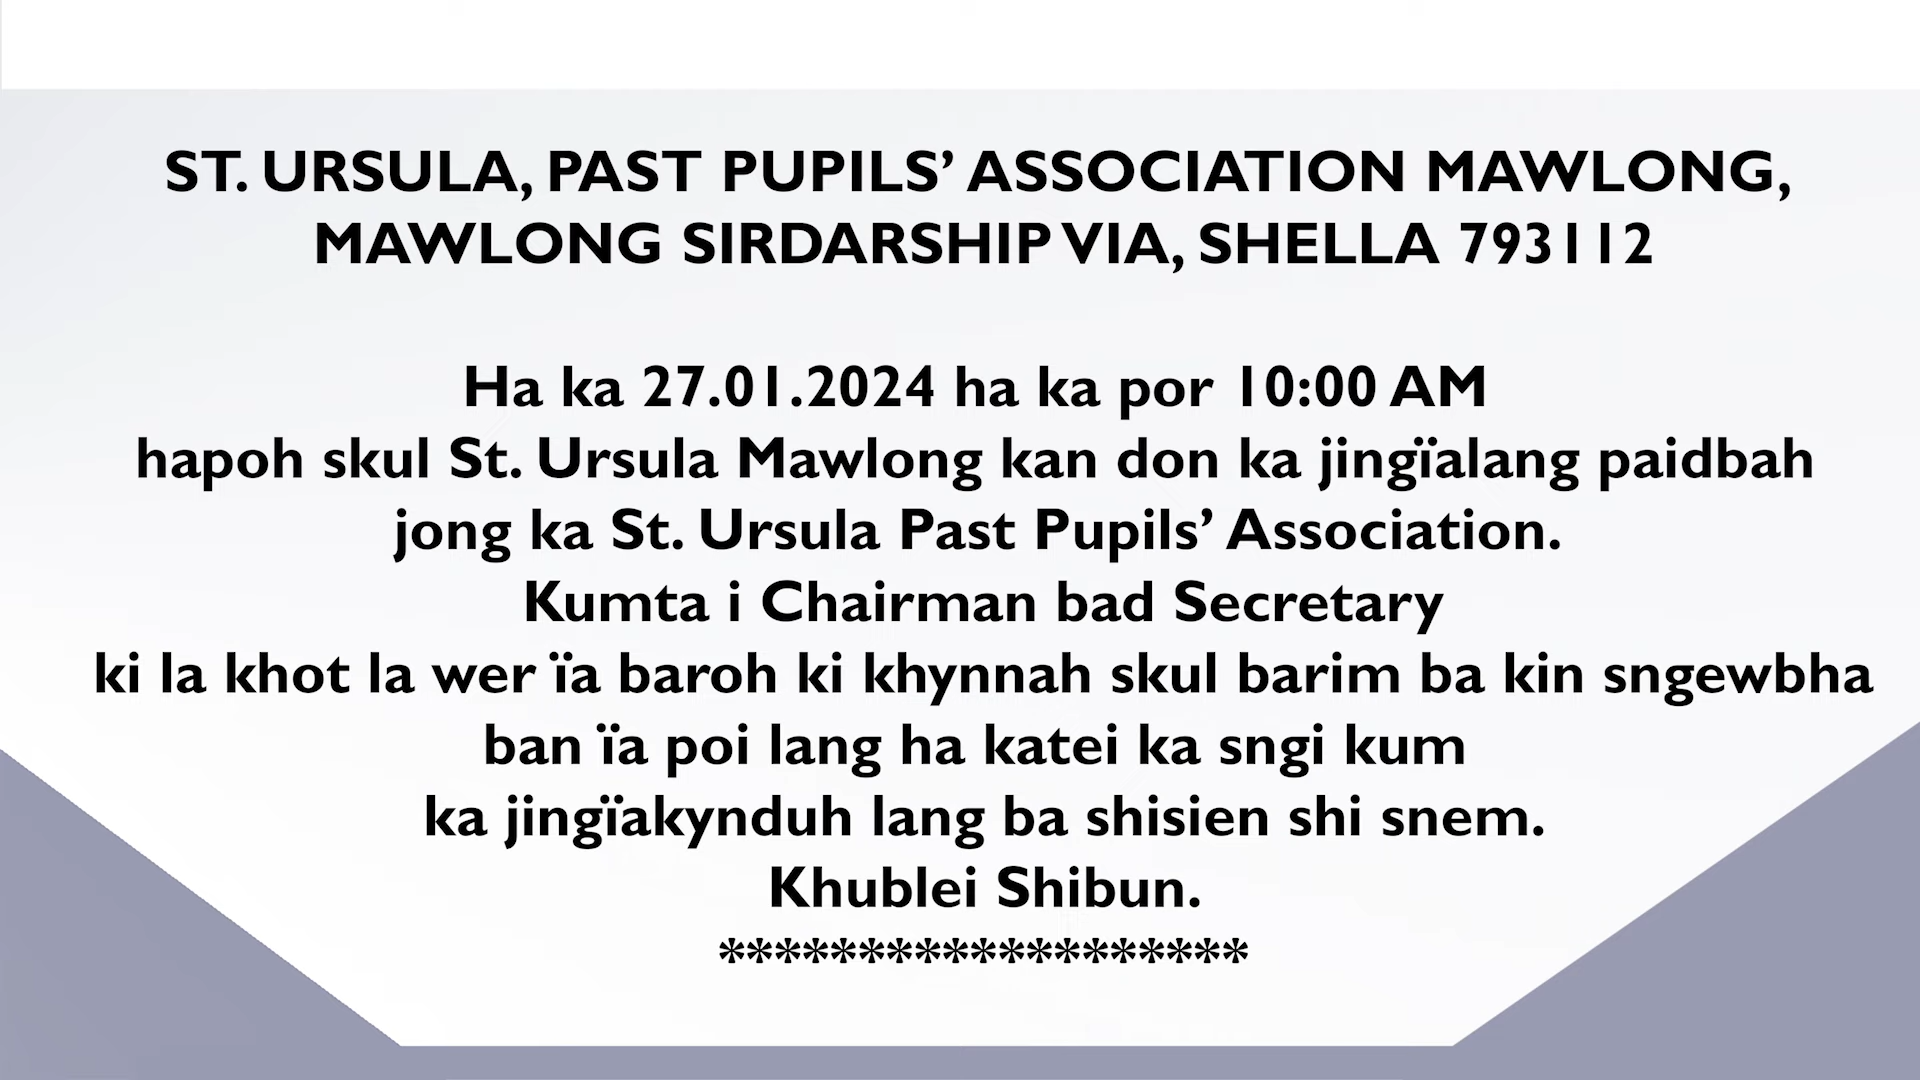 ST. URSULA, PAST PUPILS’ ASSOCIATION MAWLONG,
MAWLONG SIRDARSHIP VIA, SHELLA 793112
Ha ka 27.01.2024 ha ka por 10:00 AM
hapoh skul St. Ursula Mawlong kan don ka jingïalang paidbah
jong ka St. Ursula Past Pupils’ Association.
Kumta i Chairman bad Secretary
ki la khot la wer ïa baroh ki khynnah skul barim ba kin sngewbha
ban ïa poi lang ha katei ka sngi kum
ka jingïakynduh lang ba shisien shi snem.
Khublei Shibun.
*******************